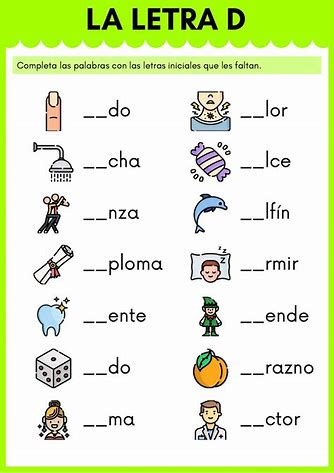 LA LETRA D
Completa las palabras con las letras iniciales que les faltan.
__do __lor
__cha __lce
__nza __lfín
__ploma __rmir
__ente __ende
__do __razno
__ma __ctor